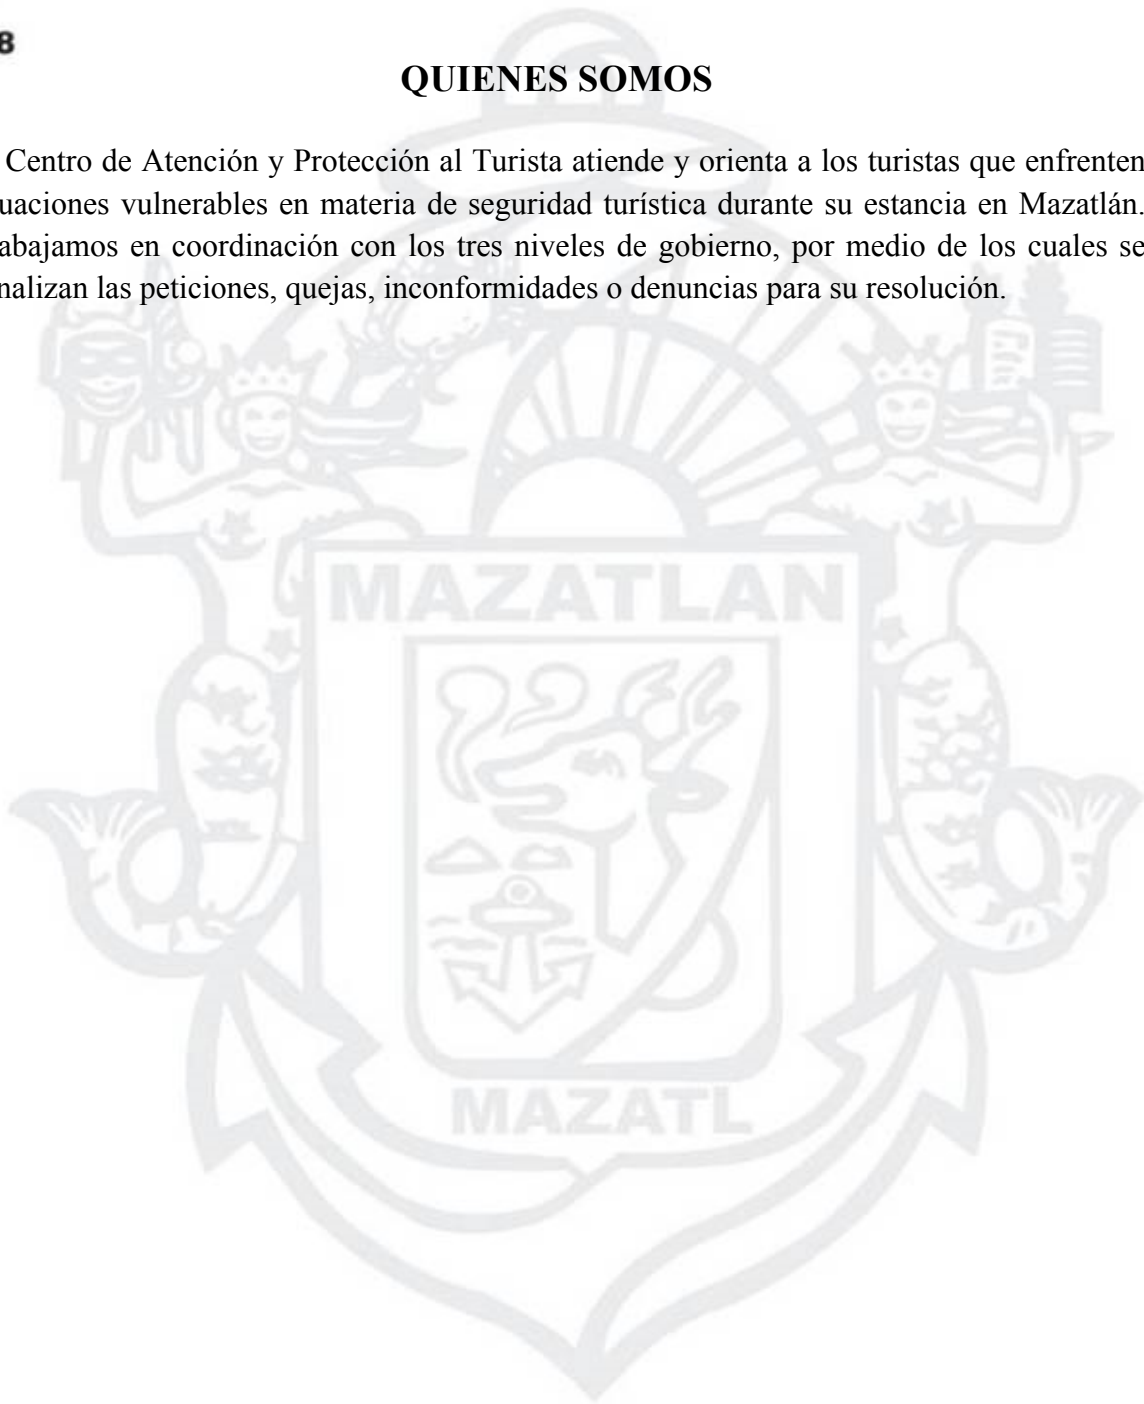 8
QUIENES SOMOS
Centro de Atención y Protección al Turista atiende y orienta a los turistas que enfrenten
uaciones vulnerables en materia de seguridad turística durante su estancia en Mazatlán.
abajamos en coordinación con los tres niveles de gobierno, por medio de los cuales se
nalizan las peticiones, quejas, inconformidades o denuncias para su resolución.
MAZATLAN
MAZATL